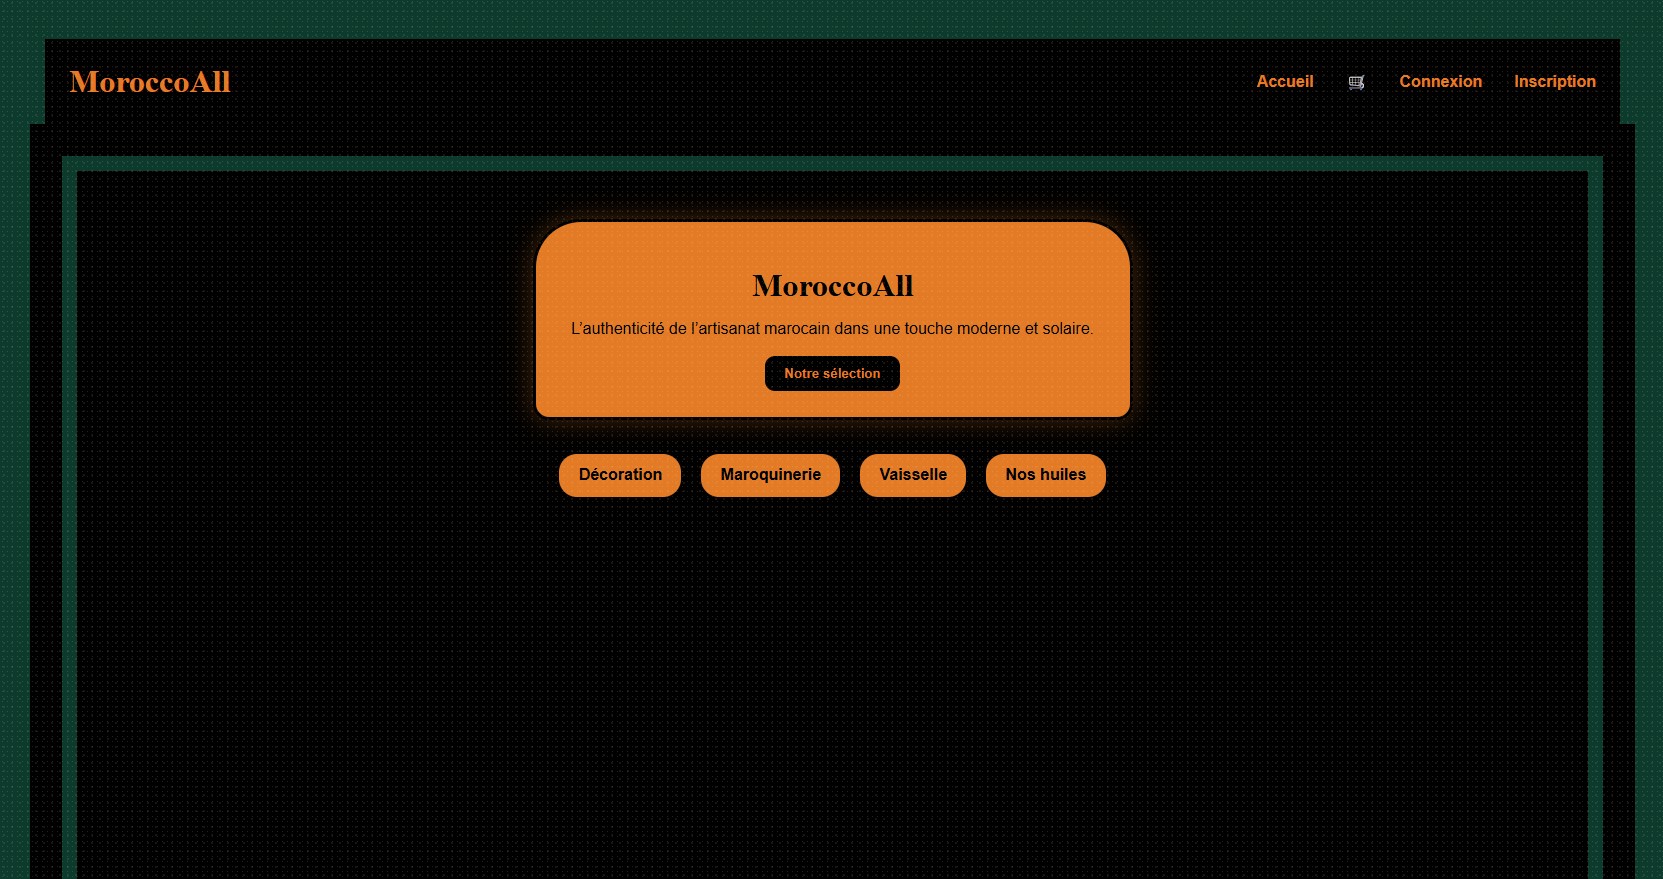 MoroccoAll
Accueil 🛒 Connexion Inscription
MoroccoAll
L’authenticité de l’artisanat marocain dans une touche moderne et solaire.
Notre sélection
Décoration Maroquinerie Vaisselle Nos huiles